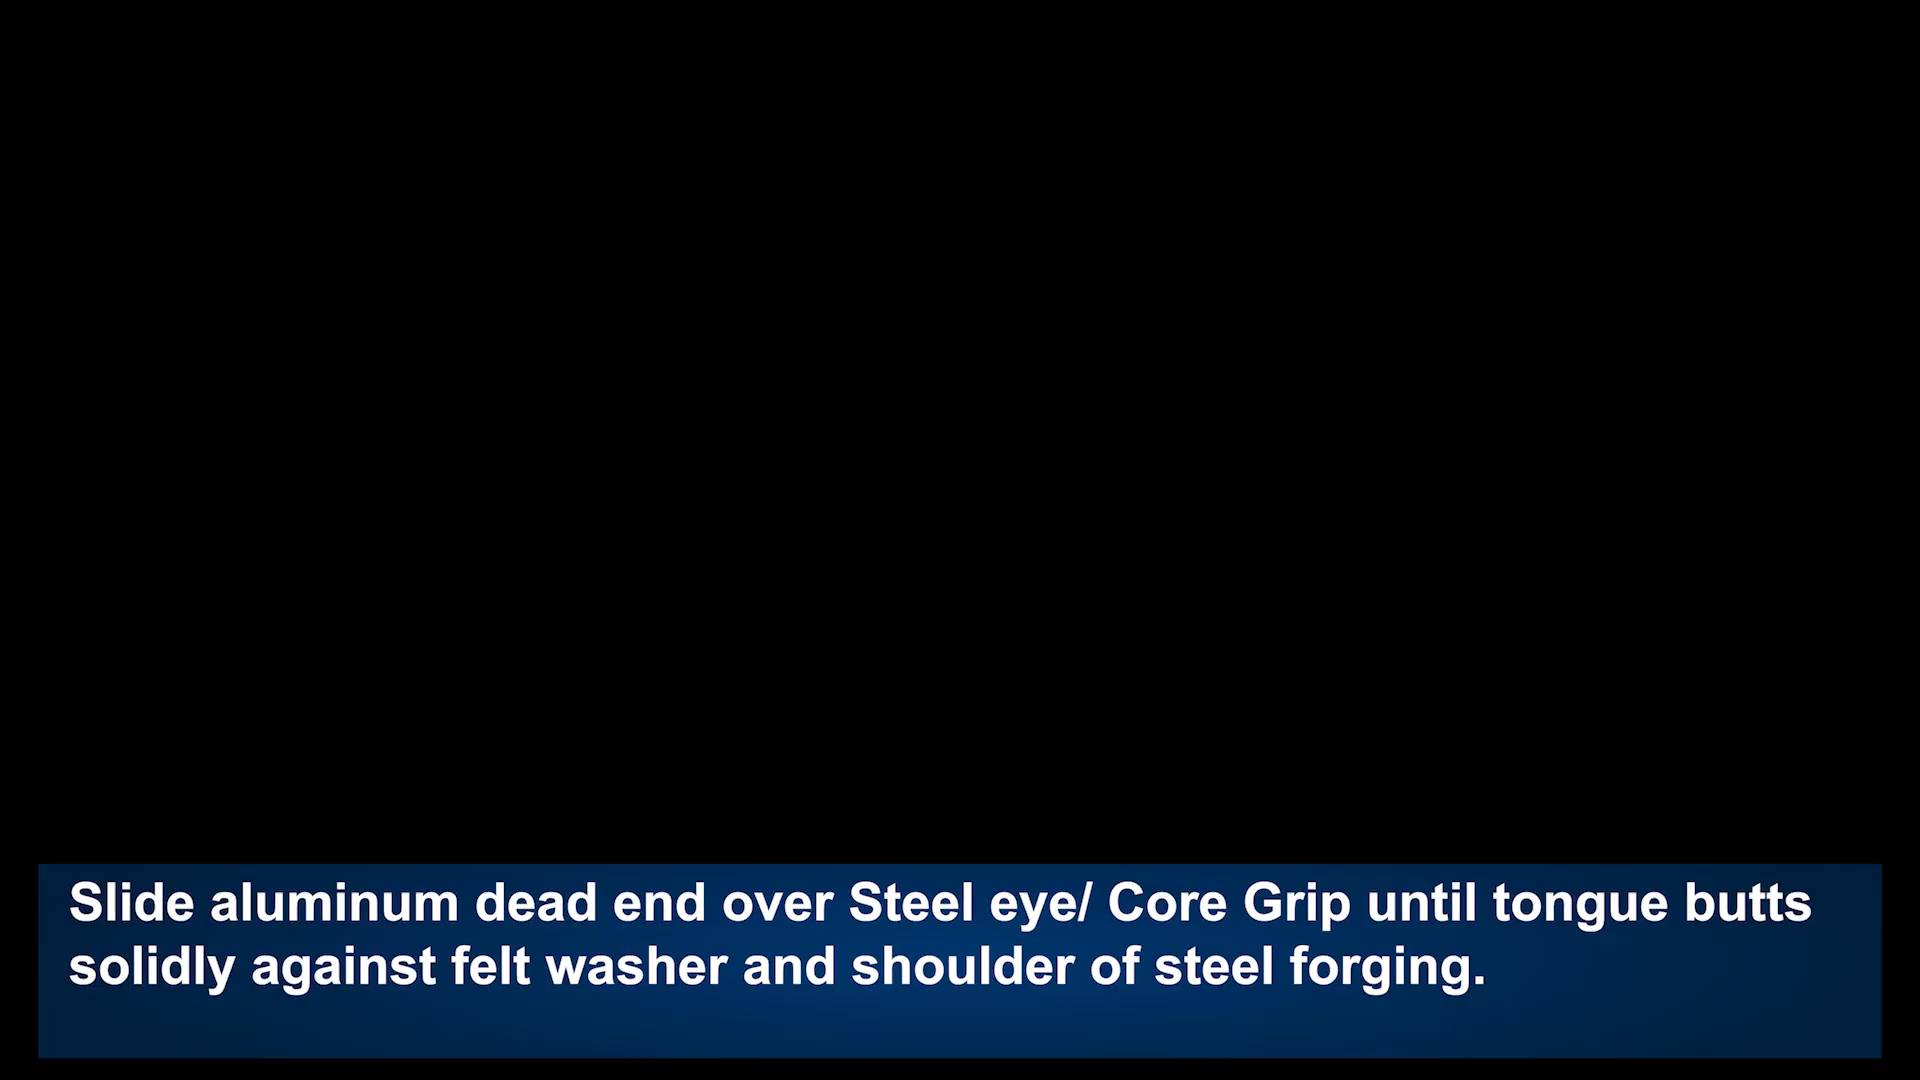 Slide aluminum dead end over Steel eye/ Core Grip until tongue butts
solidly against felt washer and shoulder of steel forging.